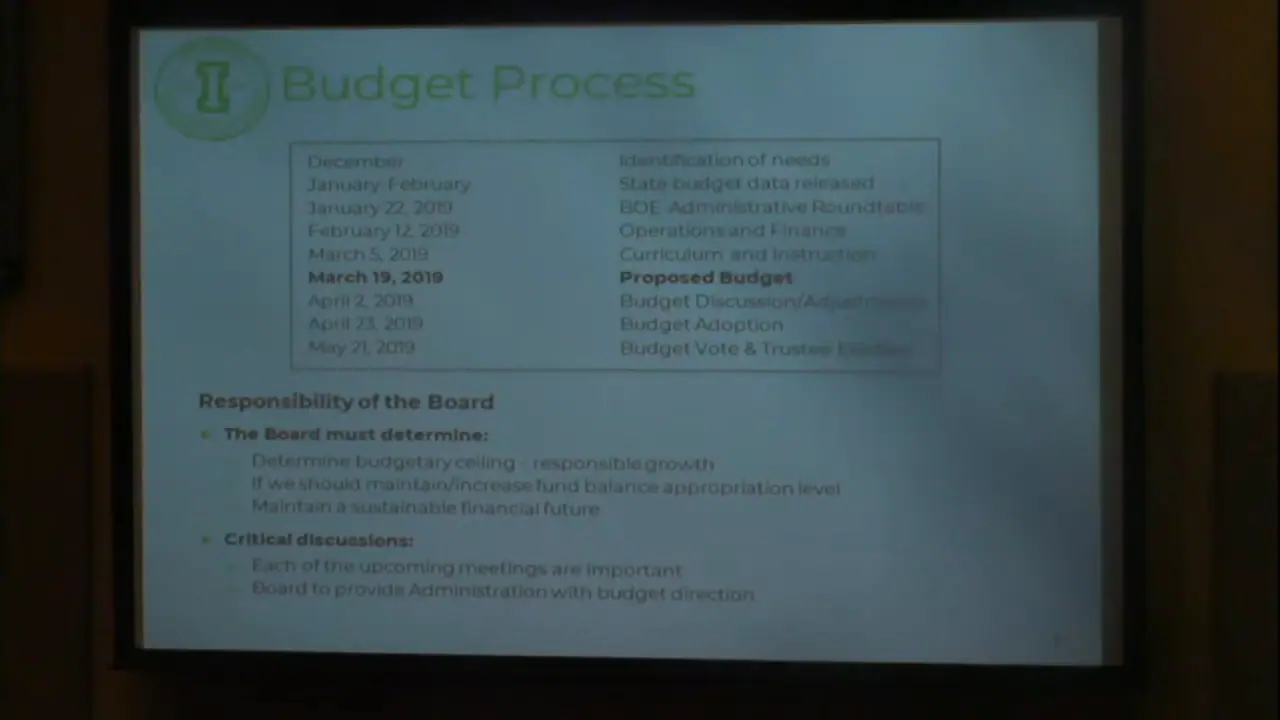 I
Budget Process
December Identification of needs
January-February State budget data released
January 22, 2019 BOE-Administrative Roundtable
February 12, 2019 Operations and Finance
March 5, 2019 Curriculum and Instruction
March 19, 2019 Proposed Budget
April 2, 2019 Budget Discussion/Adjustments
April 23, 2019 Budget Adoption
May 21, 2019 Budget Vote & Trustee Election
Responsibility of the Board
• The Board must determine:
- Determine budgetary ceiling - responsible growth
- If we should maintain/increase fund balance appropriation level
- Maintain a sustainable financial future
• Critical discussions:
- Each of the upcoming meetings are important
- Board to provide Administration with budget direction